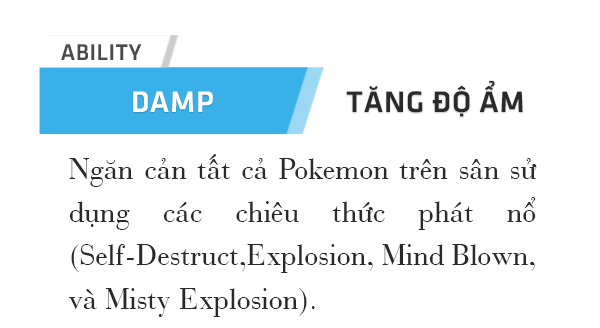 ABILITY
DAMP
TĂNG ĐỘ ẨM
Ngăn cản tất cả Pokemon trên sân sử
dụng các chiêu thức phát nổ
(Self-Destruct,Explosion, Mind Blown,
và Misty Explosion).